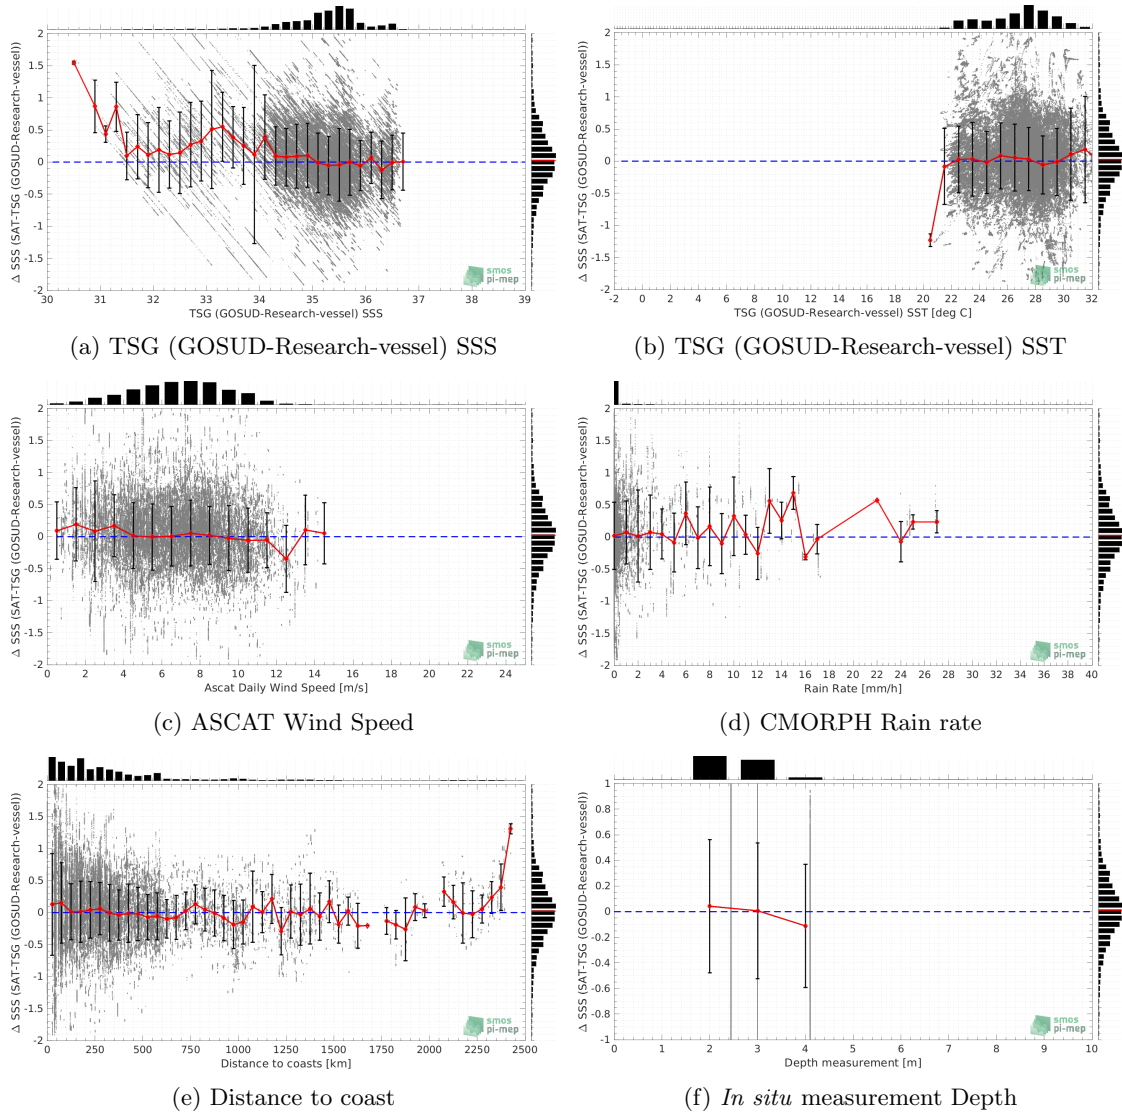 2
1.5
1
0.5
0
-0.5
-1
-1.5
-2
Δ SSS (SAT-TSG (GOSUD-Research-vessel))
30 31 32 33 34 35 36 37 38 39
TSG (GOSUD-Research-vessel) SSS
smos
pi-mep
(a) TSG (GOSUD-Research-vessel) SSS
2
1.5
1
0.5
0
-0.5
-1
-1.5
-2
Δ SSS (SAT-TSG (GOSUD-Research-vessel))
-2 0 2 4 6 8 10 12 14 16 18 20 22 24 26 28 30 32
TSG (GOSUD-Research-vessel) SST [deg C]
smos
pi-mep
(b) TSG (GOSUD-Research-vessel) SST
2
1.5
1
0.5
0
-0.5
-1
-1.5
-2
Δ SSS (SAT-TSG (GOSUD-Research-vessel))
0 2 4 6 8 10 12 14 16 18 20 22 24
Ascat Daily Wind Speed [m/s]
smos
pi-mep
(c) ASCAT Wind Speed
2
1.5
1
0.5
0
-0.5
-1
-1.5
-2
Δ SSS (SAT-TSG (GOSUD-Research-vessel))
0 2 4 6 8 10 12 14 16 18 20 22 24 26 28 30 32 34 36 38 40
Rain Rate [mm/h]
smos
pi-mep
(d) CMORPH Rain rate
2
1.5
1
0.5
0
-0.5
-1
-1.5
-2
Δ SSS (SAT-TSG (GOSUD-Research-vessel))
0 250 500 750 1000 1250 1500 1750 2000 2250 2500
Distance to coasts [km]
smos
pi-mep
(e) Distance to coast
1
0.8
0.6
0.4
0.2
0
-0.2
-0.4
-0.6
-0.8
-1
Δ SSS (SAT-TSG (GOSUD-Research-vessel))
0 1 2 3 4 5 6 7 8 9 10
Depth measurement [m]
smos
pi-mep
(f) In situ measurement Depth